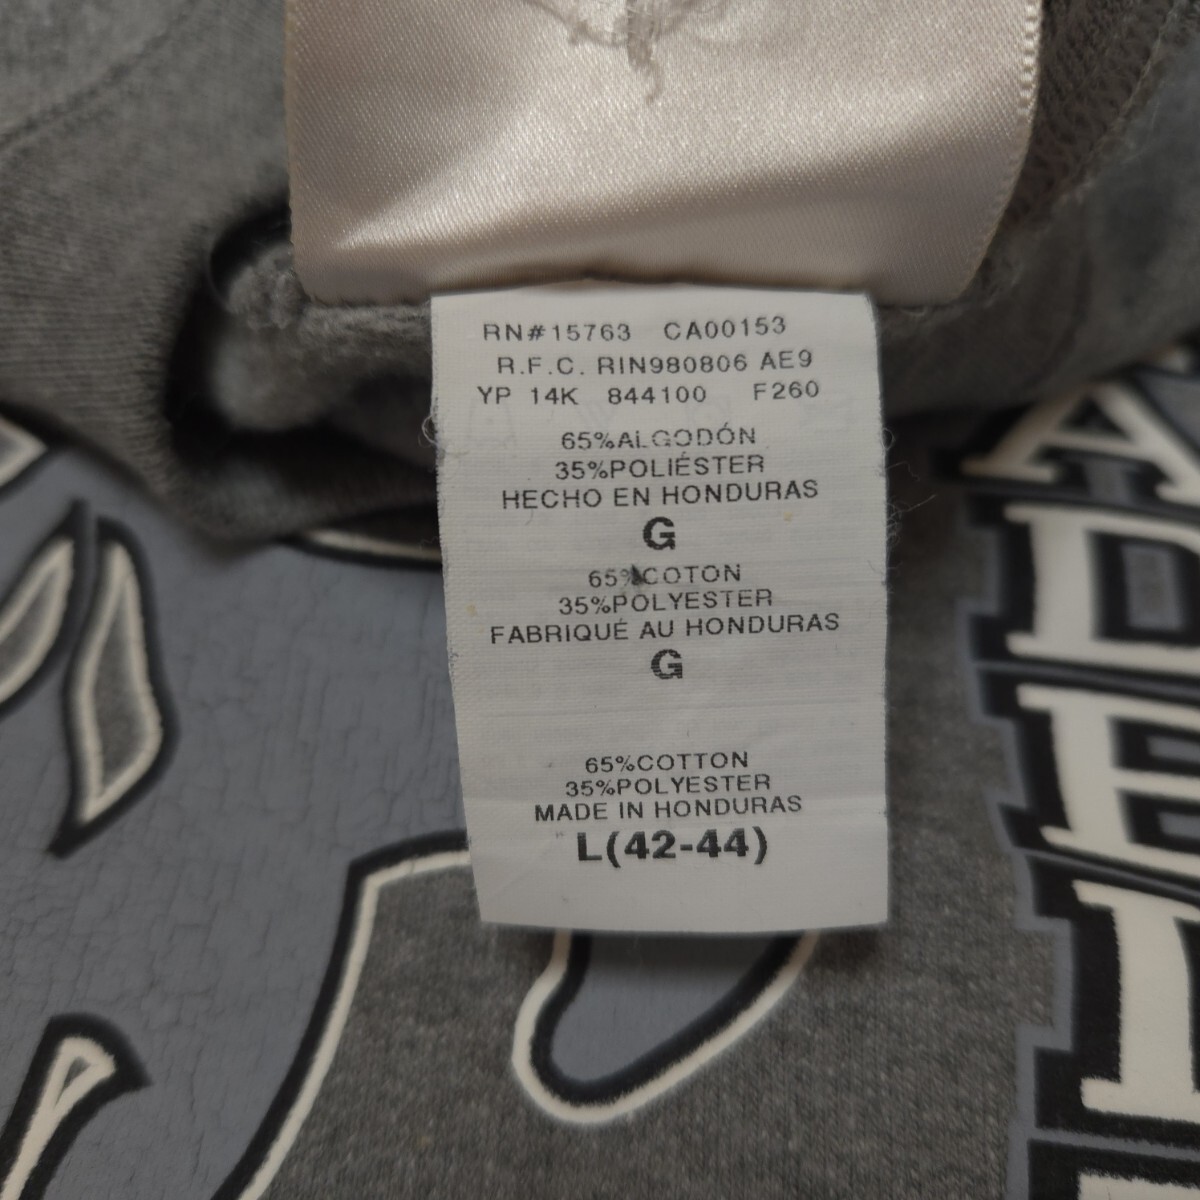 RN#15763 CA00153
R.F.C. RIN980806 AE9
YP 14K 844100 F260
65%ALGODÓN
35%POLIÉSTER
HECHO EN HONDURAS
G
65%COTON
35%POLYESTER
FABRIQUÉ AU HONDURAS
G
65%COTTON
35%POLYESTER
MADE IN HONDURAS
L(42-44)